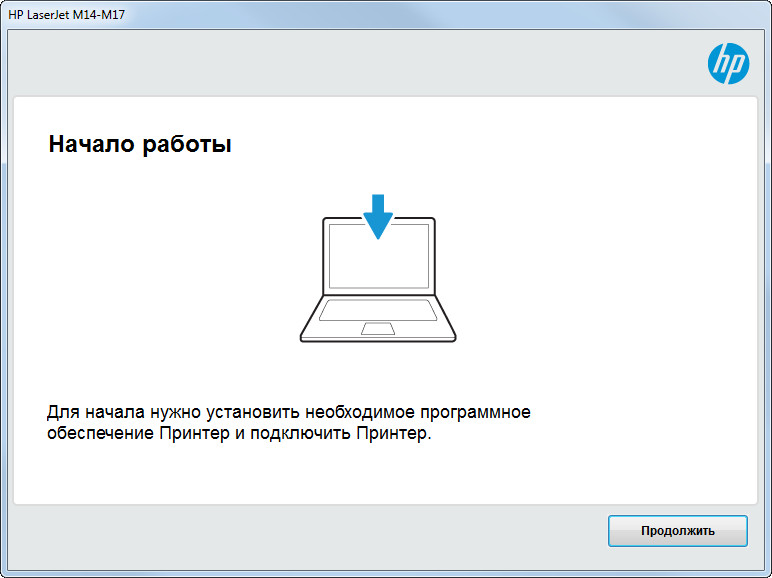 HP LaserJet M14-M17
hp
Начало работы
Для начала нужно установить необходимое программное
обеспечение Принтер и подключить Принтер.
Продолжить